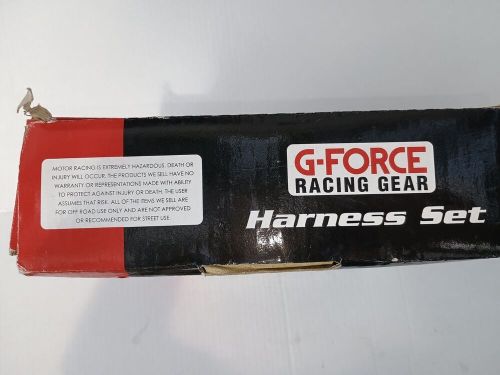 MOTOR RACING IS EXTREMELY HAZARDOUS. DEATH OR
INJURY WILL OCCUR. THE PRODUCTS WE SELL HAVE NO
WARRANTY OR REPRESENTATIONS MADE WITH ABILITY
TO PROTECT AGAINST INJURY OR DEATH, THE USER
ASSUMES THAT RISK. ALL OF THE ITEMS WE SELL ARE
FOR OFF ROAD USE ONLY AND ARE NOT APPROVED
OR RECOMMENDED FOR STREET USE.
G-FORCE
RACING GEAR
Harness Set